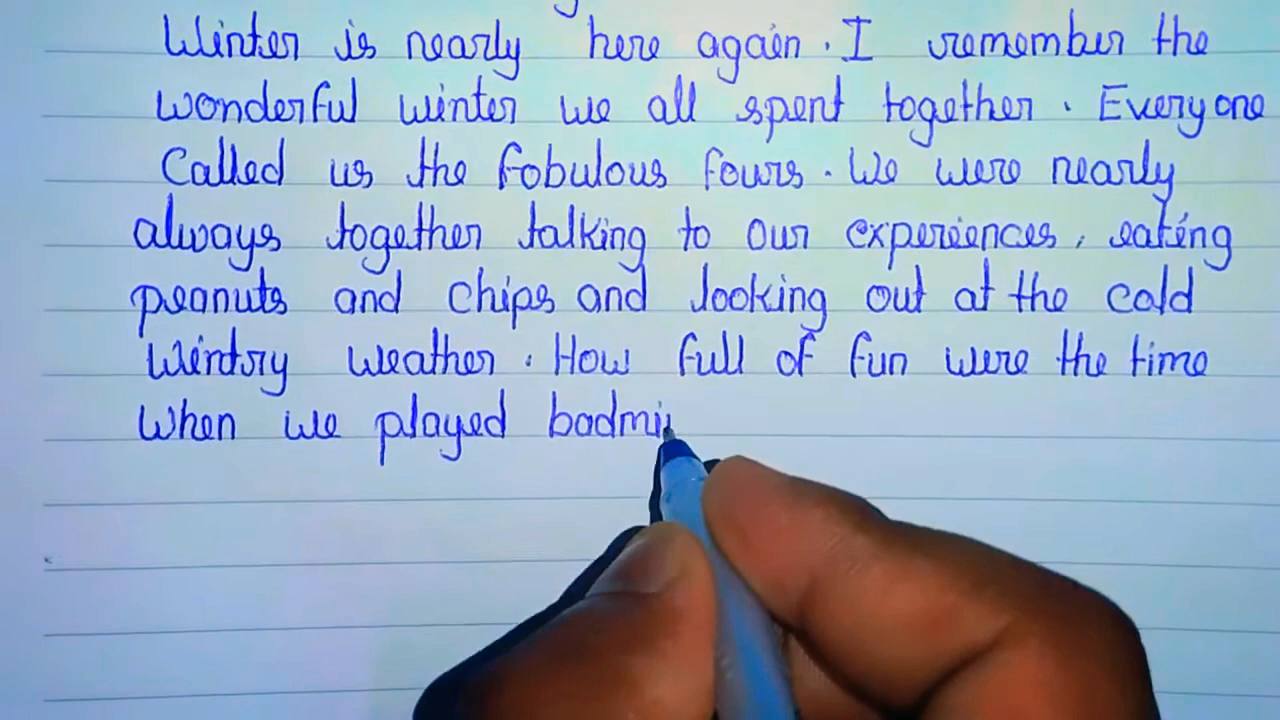 Winter is nearly here again. I remember the
wonderful winter we all spent together. Everyone
Called us the fobulous fours. We were nearly
always together talking to our experiences, eating
peanuts and chips and looking out at the cold
Wintry weather. How full of fun were the time
When we played badmi